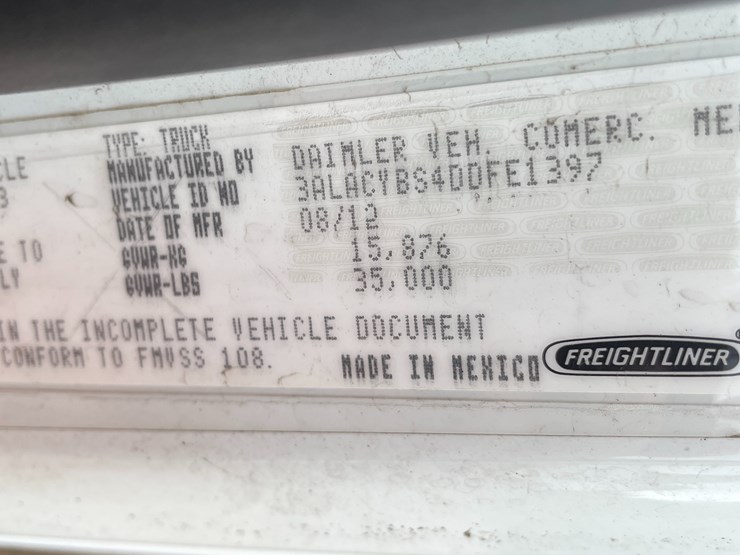 TYPE: TRUCK
MANUFACTURED BY DAIMLER VEH. COMERC. ME
VEHICLE ID NO 3ALACYBS4DDFE1397
DATE OF MFR 08/12
GVWR-KG 15,876
GVWR-LBS 35,000
CLE
3
E TO
LY
IN THE INCOMPLETE VEHICLE DOCUMENT
CONFORM TO FMVSS 108.
MADE IN MEXICO
FREIGHTLINER